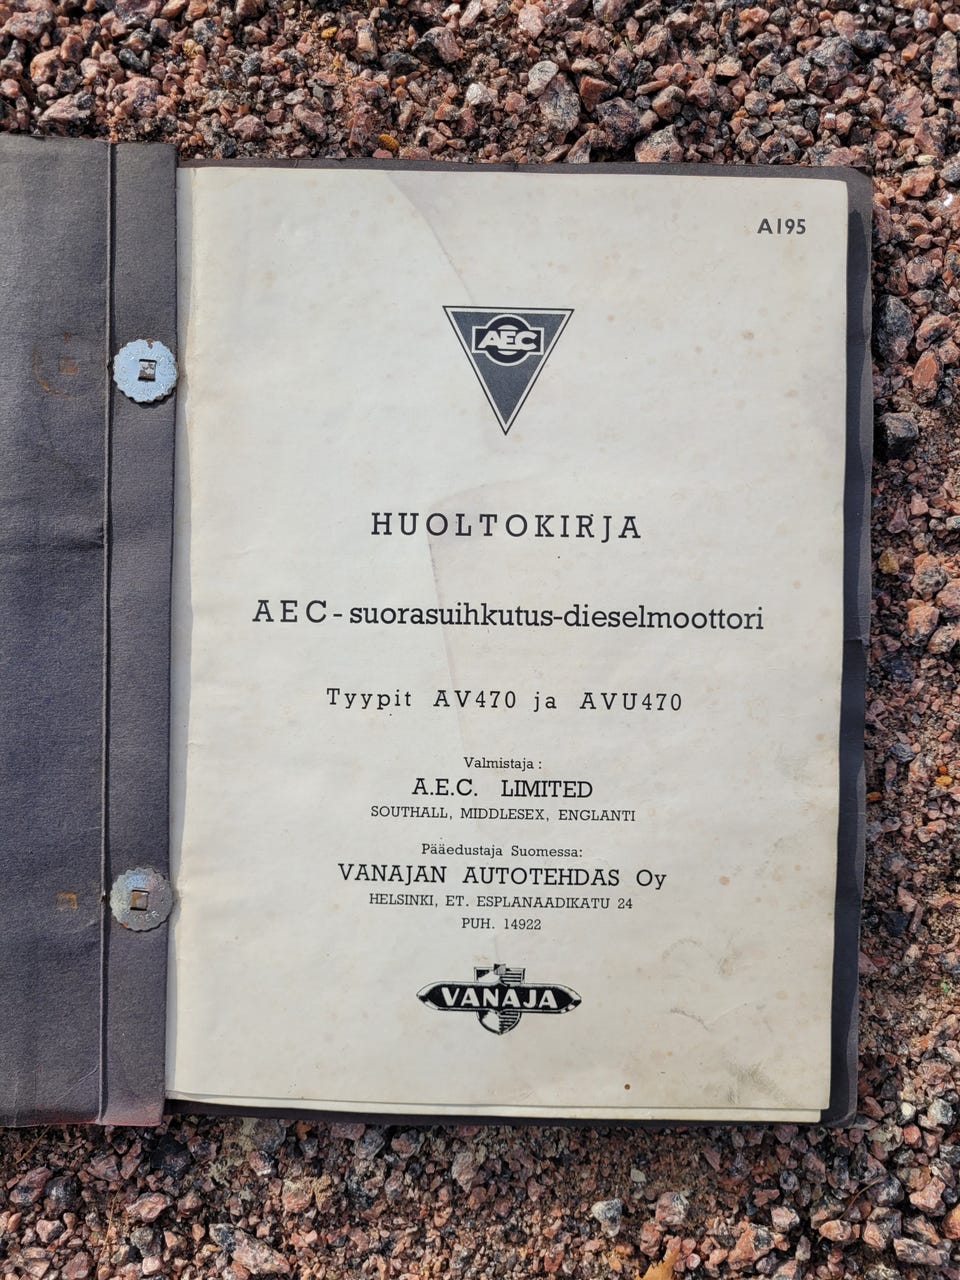 A195
AEC
HUOLTOKIRJA
AEC-suorasuihkutus-dieselmoottori
Tyypit AV470 ja AVU470
Valmistaja:
A.E.C. LIMITED
SOUTHALL, MIDDLESEX, ENGLANTI
Pääedustaja Suomessa:
VANAJAN AUTOTEHDAS Oy
HELSINKI, ET. ESPLANAADIKATU 24
PUH. 14922
VANAJA